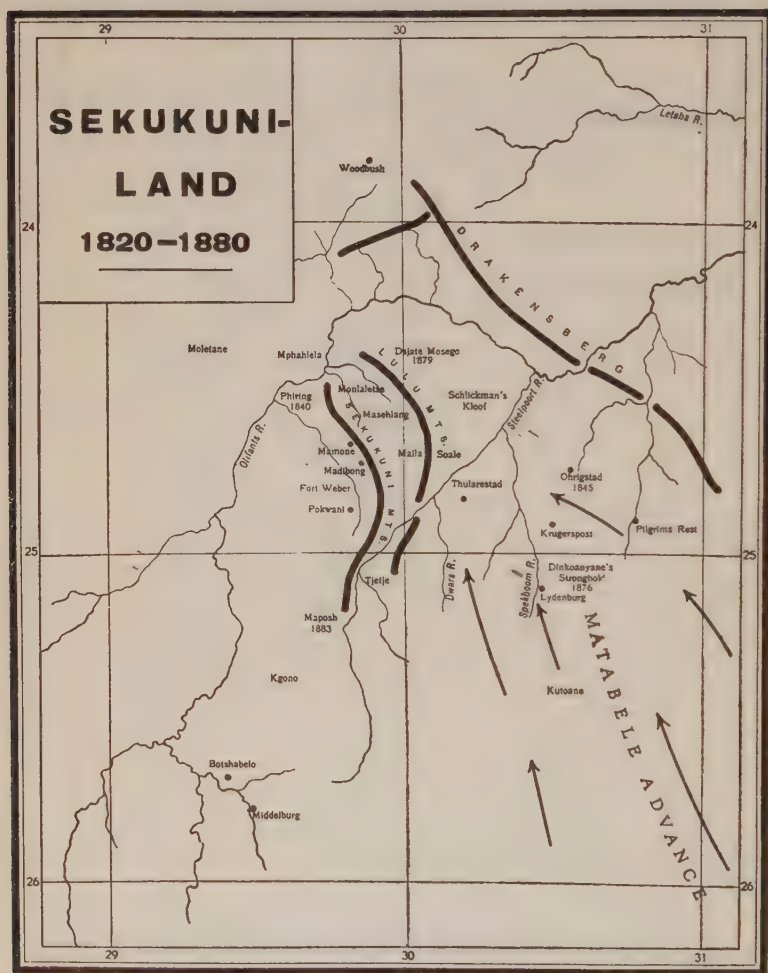 29
30
31
SEKUKUNI-
LAND
1820-1880
Letaba R.
Woodbush
24
24
DRAKENSBERG
Moletane
Mphahlela
Dsjate Mosego
1879
LULU MTS.
Phiring
1840
Monlaletse
Schlickman's
Kloof
Masehlang
SEKUKUNI MTS.
Steelpoort R.
Olifants R.
Mamone
Maila
Soale
Madibong
Ohrigstad
1845
Fort Weber
Thularestad
Pokwani
Krugerspost
Pilgrims Rest
25
25
Tjetje
Dwars R.
Spekboom R.
Dinkoanyane's
Stronghold
1876
Lydenburg
Maposh
1883
MATABELE ADVANCE
Kgono
Kutoane
Botshabelo
Middelburg
26
26
29
30
31